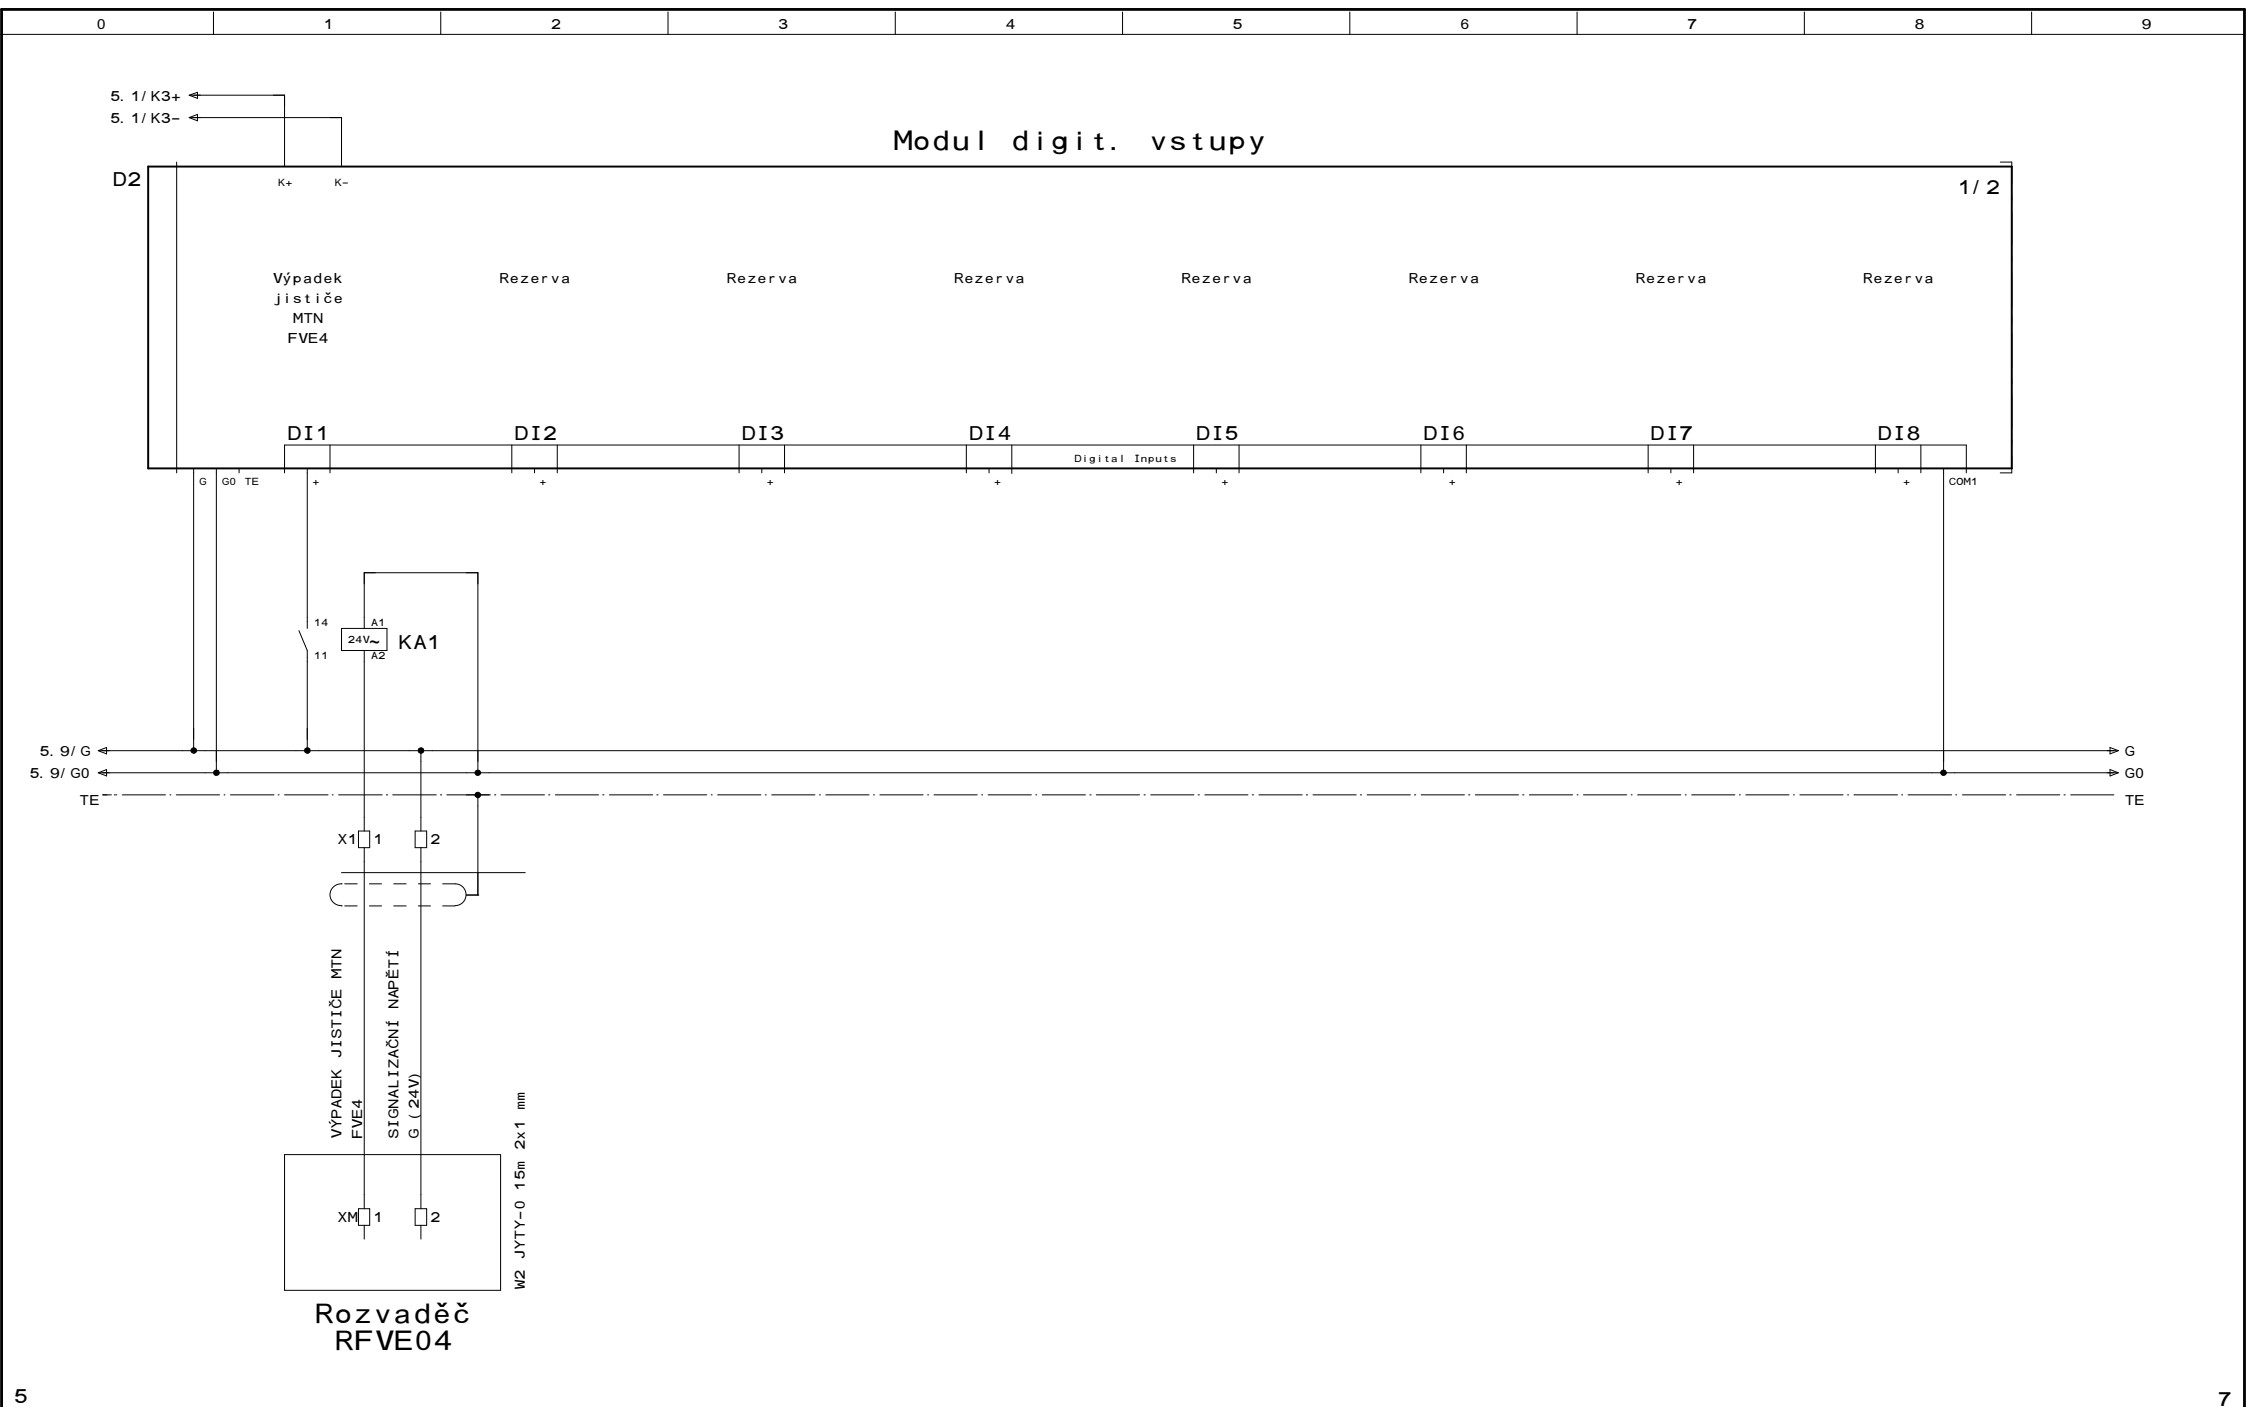 0 1 2 3 4 5 6 7 8 9
5. 1/ K3+
5. 1/ K3-
Modul digit. vstupy
D2 K+ K- 1/ 2
Výpadek Rezerva Rezerva Rezerva Rezerva Rezerva Rezerva Rezerva
jističe
MTN
FVE4
DI1 DI2 DI3 DI4 DI5 DI6 DI7 DI8
Digital Inputs
G G0 TE + + + + + + + + COM1
14 A1
24V~ KA1
11 A2
5. 9/ G G
5. 9/ G0 G0
TE TE
X1 1 2
VÝPADEK JISTIČE MTN
FVE4
SIGNALIZAČNÍ NAPĚTÍ
G ( 24V)
W2 JYTY-O 15m 2x1 mm
XM 1 2
Rozvaděč
RFVE04
5 7